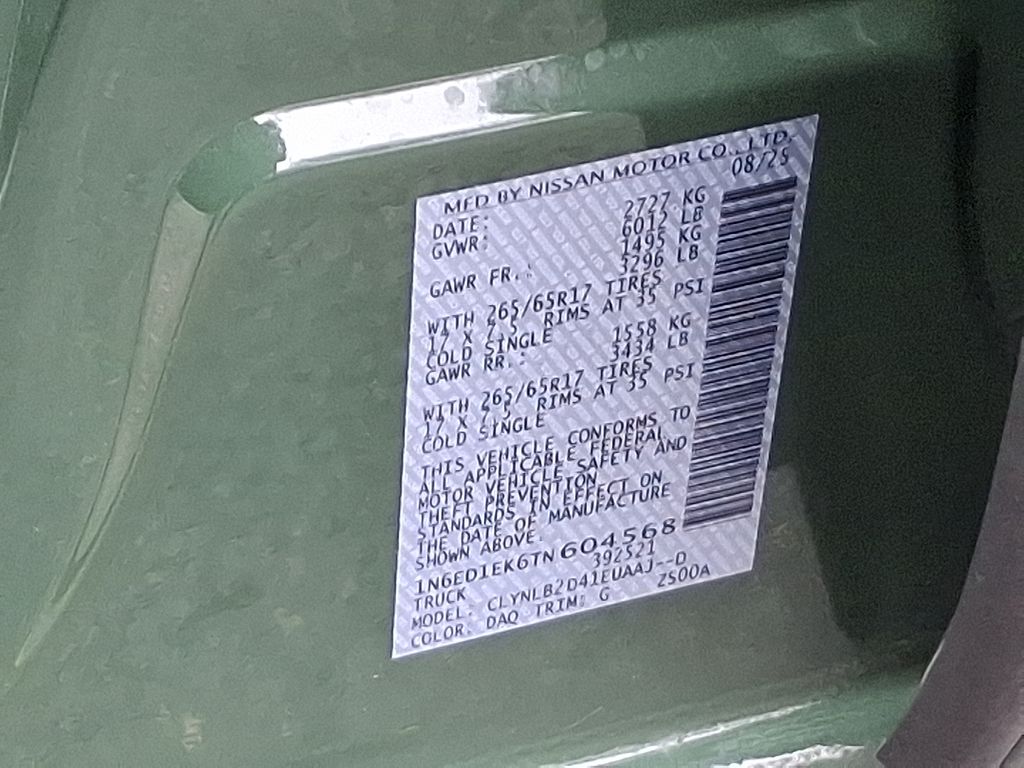 MFD BY NISSAN MOTOR CO., LTD.
DATE: 08/25
GVWR: 2727 KG
6012 LB
GAWR FR.: 1495 KG
3296 LB
WITH 265/65R17 TIRES
17 X 7.5 RIMS AT 35 PSI
COLD SINGLE
GAWR RR.: 1558 KG
3434 LB
WITH 265/65R17 TIRES
17 X 7.5 RIMS AT 35 PSI
COLD SINGLE
THIS VEHICLE CONFORMS TO
ALL APPLICABLE FEDERAL
MOTOR VEHICLE SAFETY AND
THEFT PREVENTION
STANDARDS IN EFFECT ON
THE DATE OF MANUFACTURE
SHOWN ABOVE.
1N6ED1EK6TN604568
TRUCK 392521
MODEL: CLYNLB2D41EUAAJ--D
COLOR: DAQ TRIM: G ZS00A